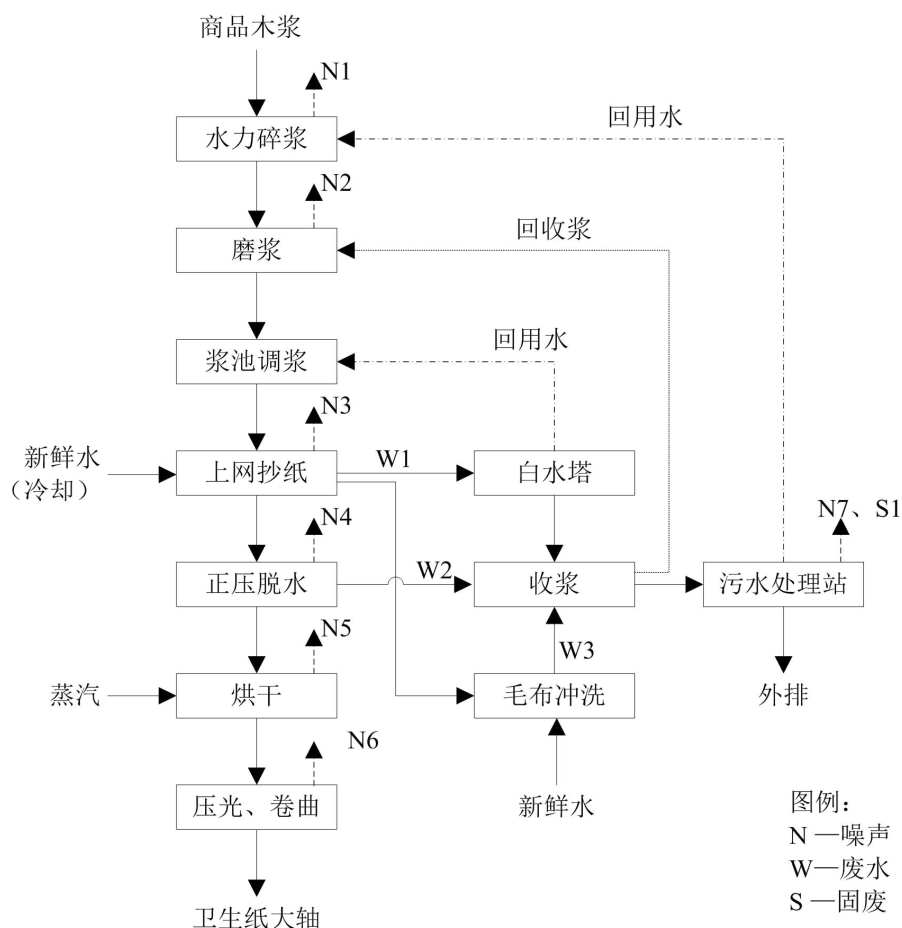 商品木浆
N1
回用水
水力碎浆
N2
回收浆
磨浆
回用水
浆池调浆
N3
新鲜水
（冷却）
上网抄纸
W1
白水塔
N4
N7、S1
正压脱水
W2
收浆
污水处理站
N5
W3
蒸汽
烘干
毛布冲洗
外排
N6
压光、卷曲
新鲜水
图例：
N —噪声
W—废水
S —固废
卫生纸大轴